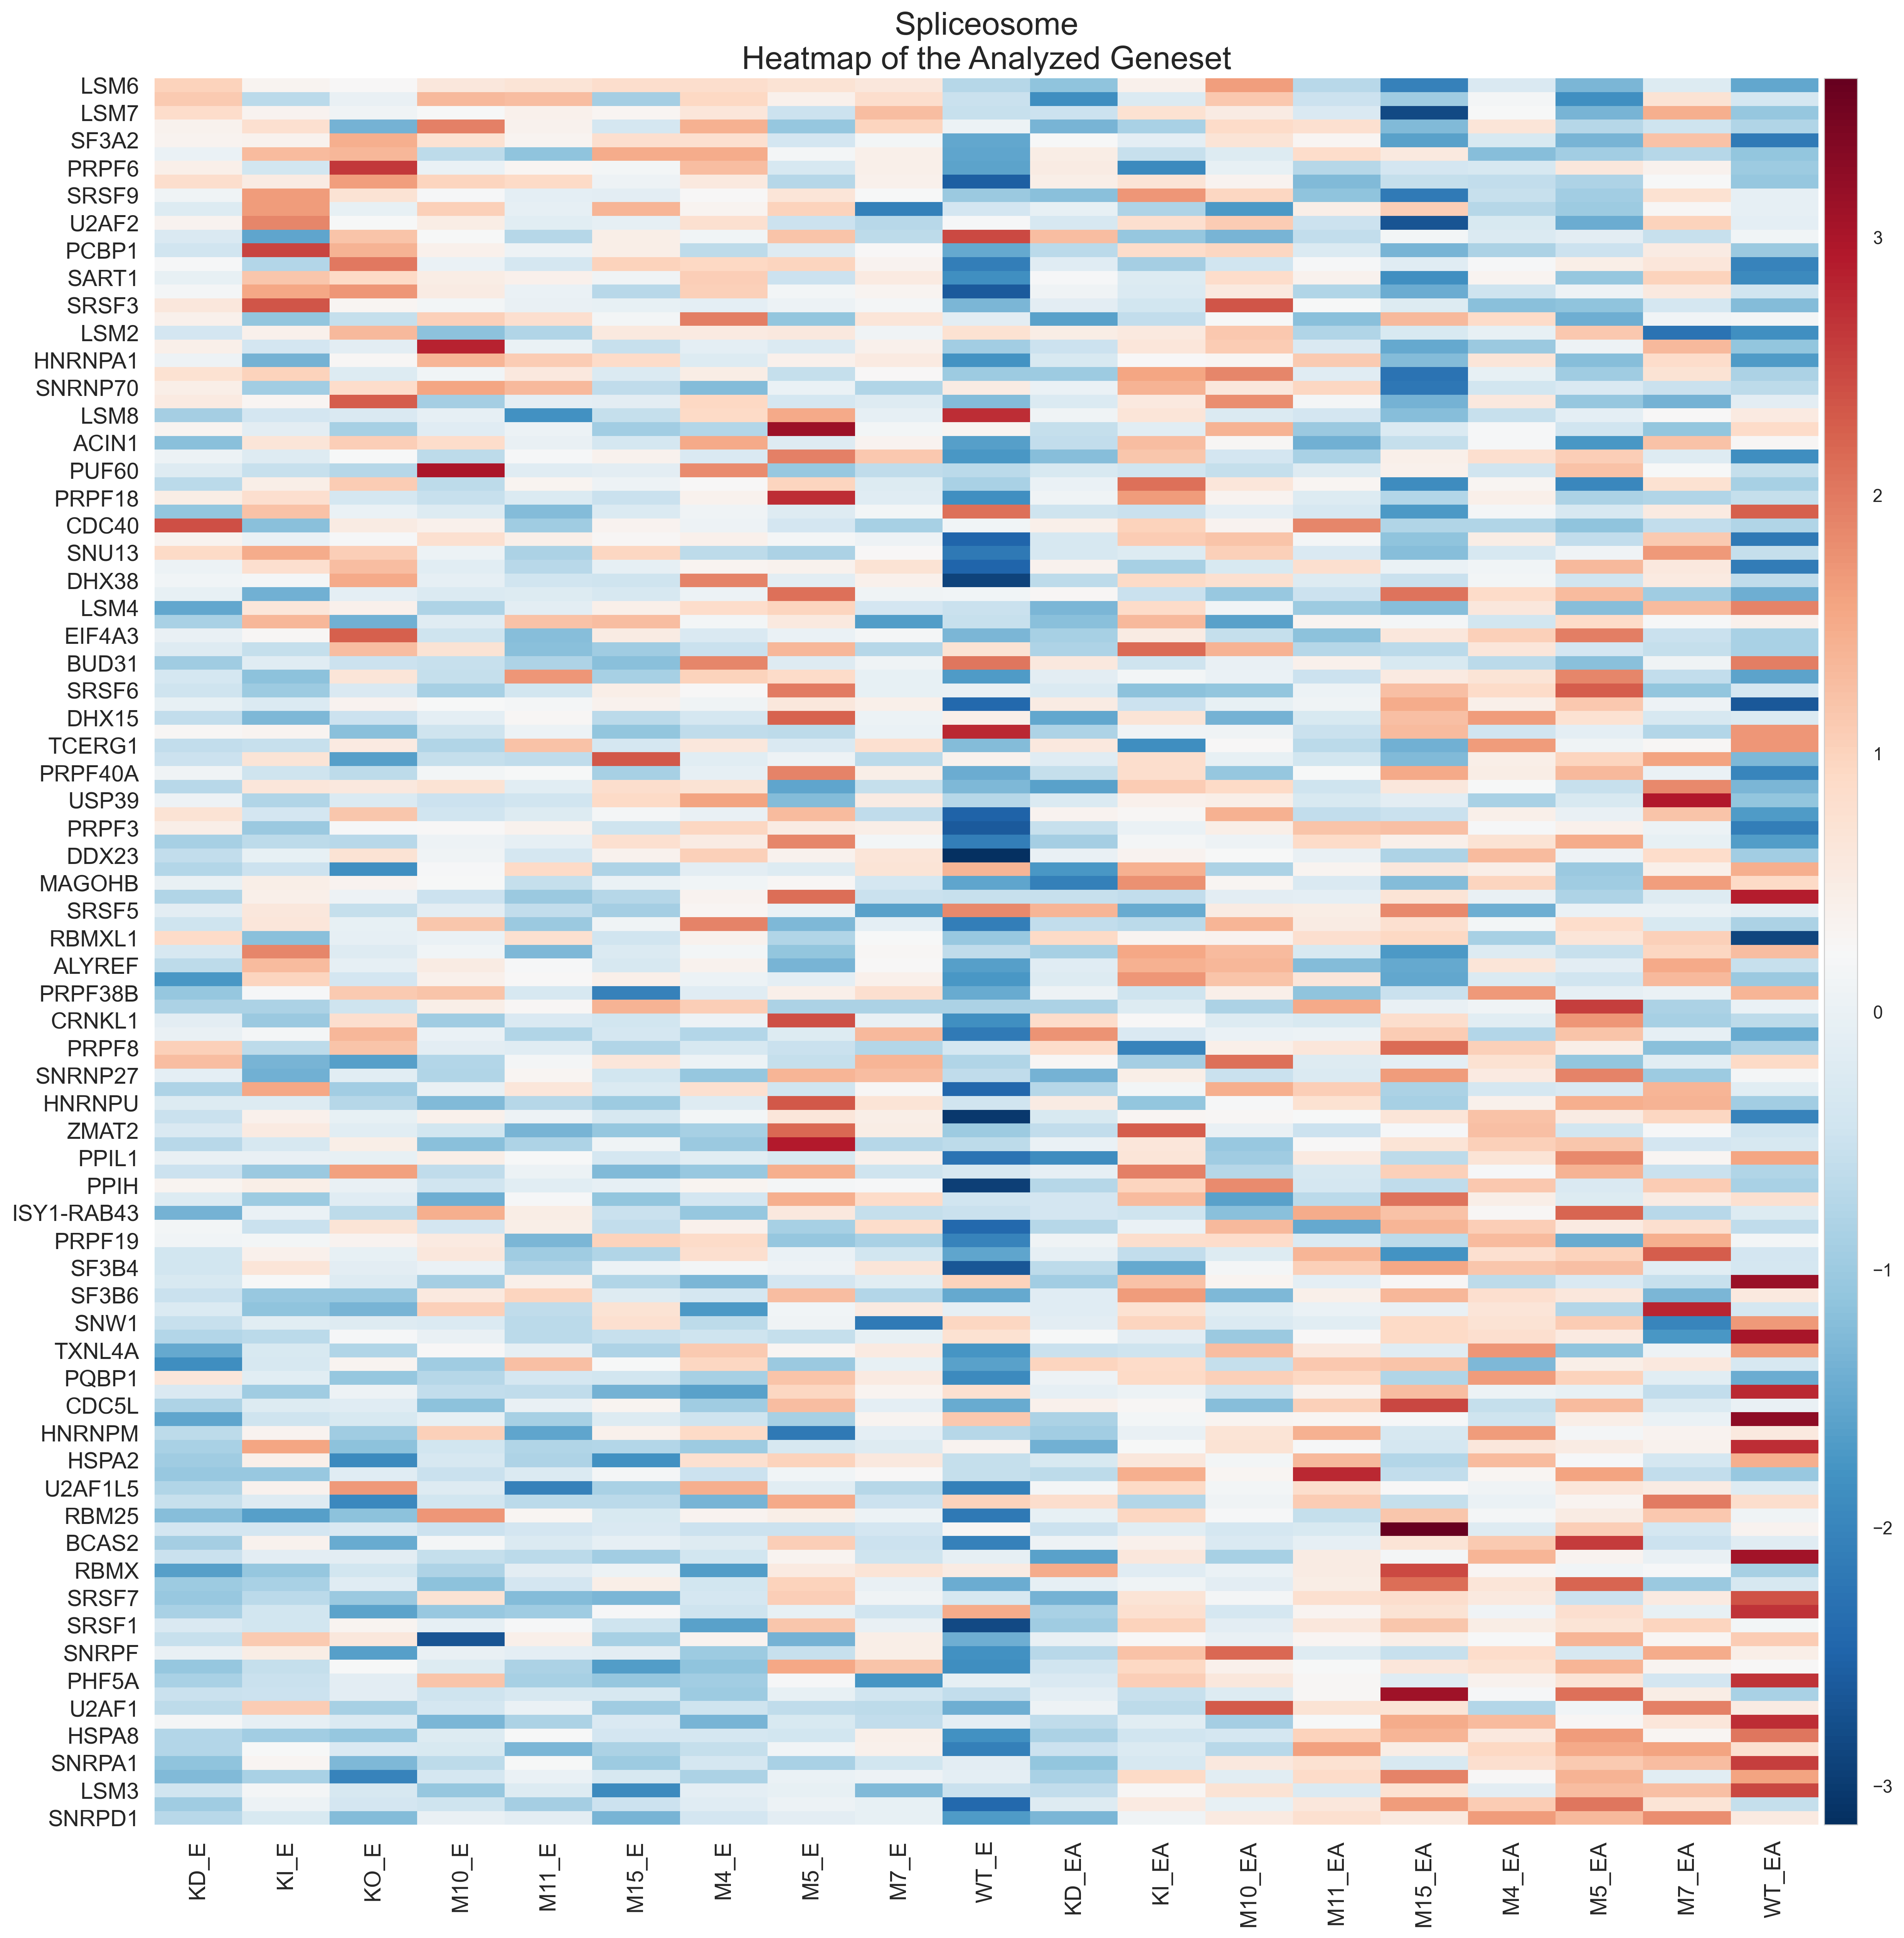 Spliceosome
Heatmap of the Analyzed Geneset
LSM6
LSM7
SF3A2
PRPF6
SRSF9
U2AF2
PCBP1
SART1
SRSF3
LSM2
HNRNPA1
SNRNP70
LSM8
ACIN1
PUF60
PRPF18
CDC40
SNU13
DHX38
LSM4
EIF4A3
BUD31
SRSF6
DHX15
TCERG1
PRPF40A
USP39
PRPF3
DDX23
MAGOHB
SRSF5
RBMXL1
ALYREF
PRPF38B
CRNKL1
PRPF8
SNRNP27
HNRNPU
ZMAT2
PPIL1
PPIH
ISY1-RAB43
PRPF19
SF3B4
SF3B6
SNW1
TXNL4A
PQBP1
CDC5L
HNRNPM
HSPA2
U2AF1L5
RBM25
BCAS2
RBMX
SRSF7
SRSF1
SNRPF
PHF5A
U2AF1
HSPA8
SNRPA1
LSM3
SNRPD1
KD_E
KI_E
KO_E
M10_E
M11_E
M15_E
M4_E
M5_E
M7_E
WT_E
KD_EA
KI_EA
M10_EA
M11_EA
M15_EA
M4_EA
M5_EA
M7_EA
WT_EA
3
2
1
0
−1
−2
−3